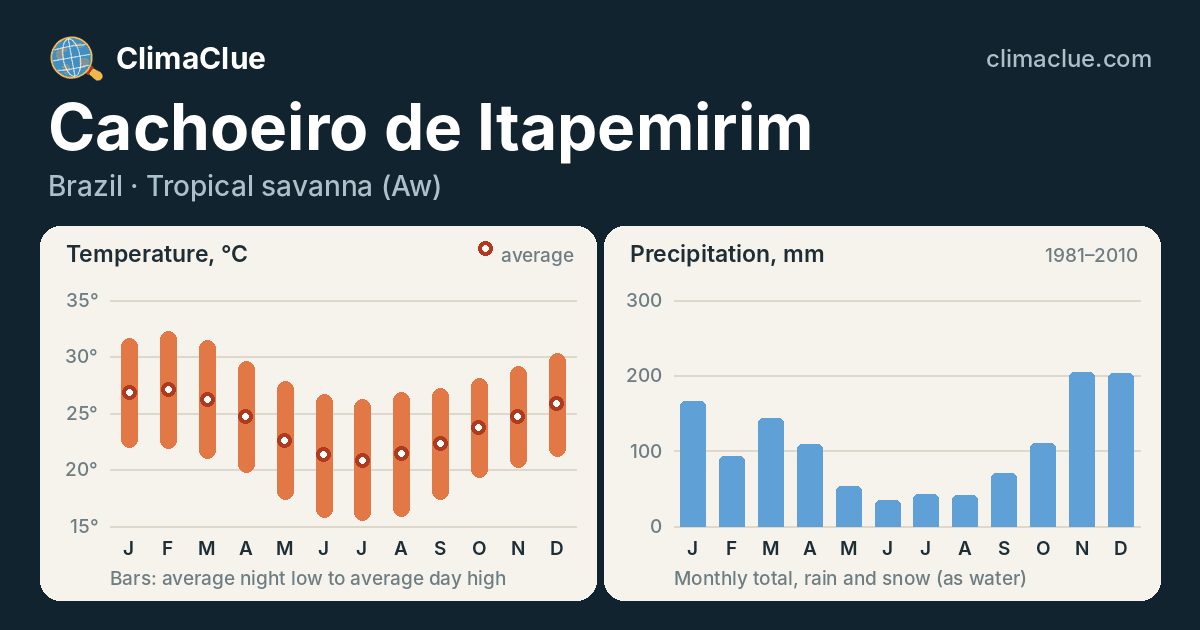 ClimaClue
climaclue.com
Cachoeiro de Itapemirim
Brazil · Tropical savanna (Aw)
Temperature, °C
average
35°
30°
25°
20°
15°
J F M A M J J A S O N D
Bars: average night low to average day high
Precipitation, mm
1981–2010
300
200
100
0
J F M A M J J A S O N D
Monthly total, rain and snow (as water)